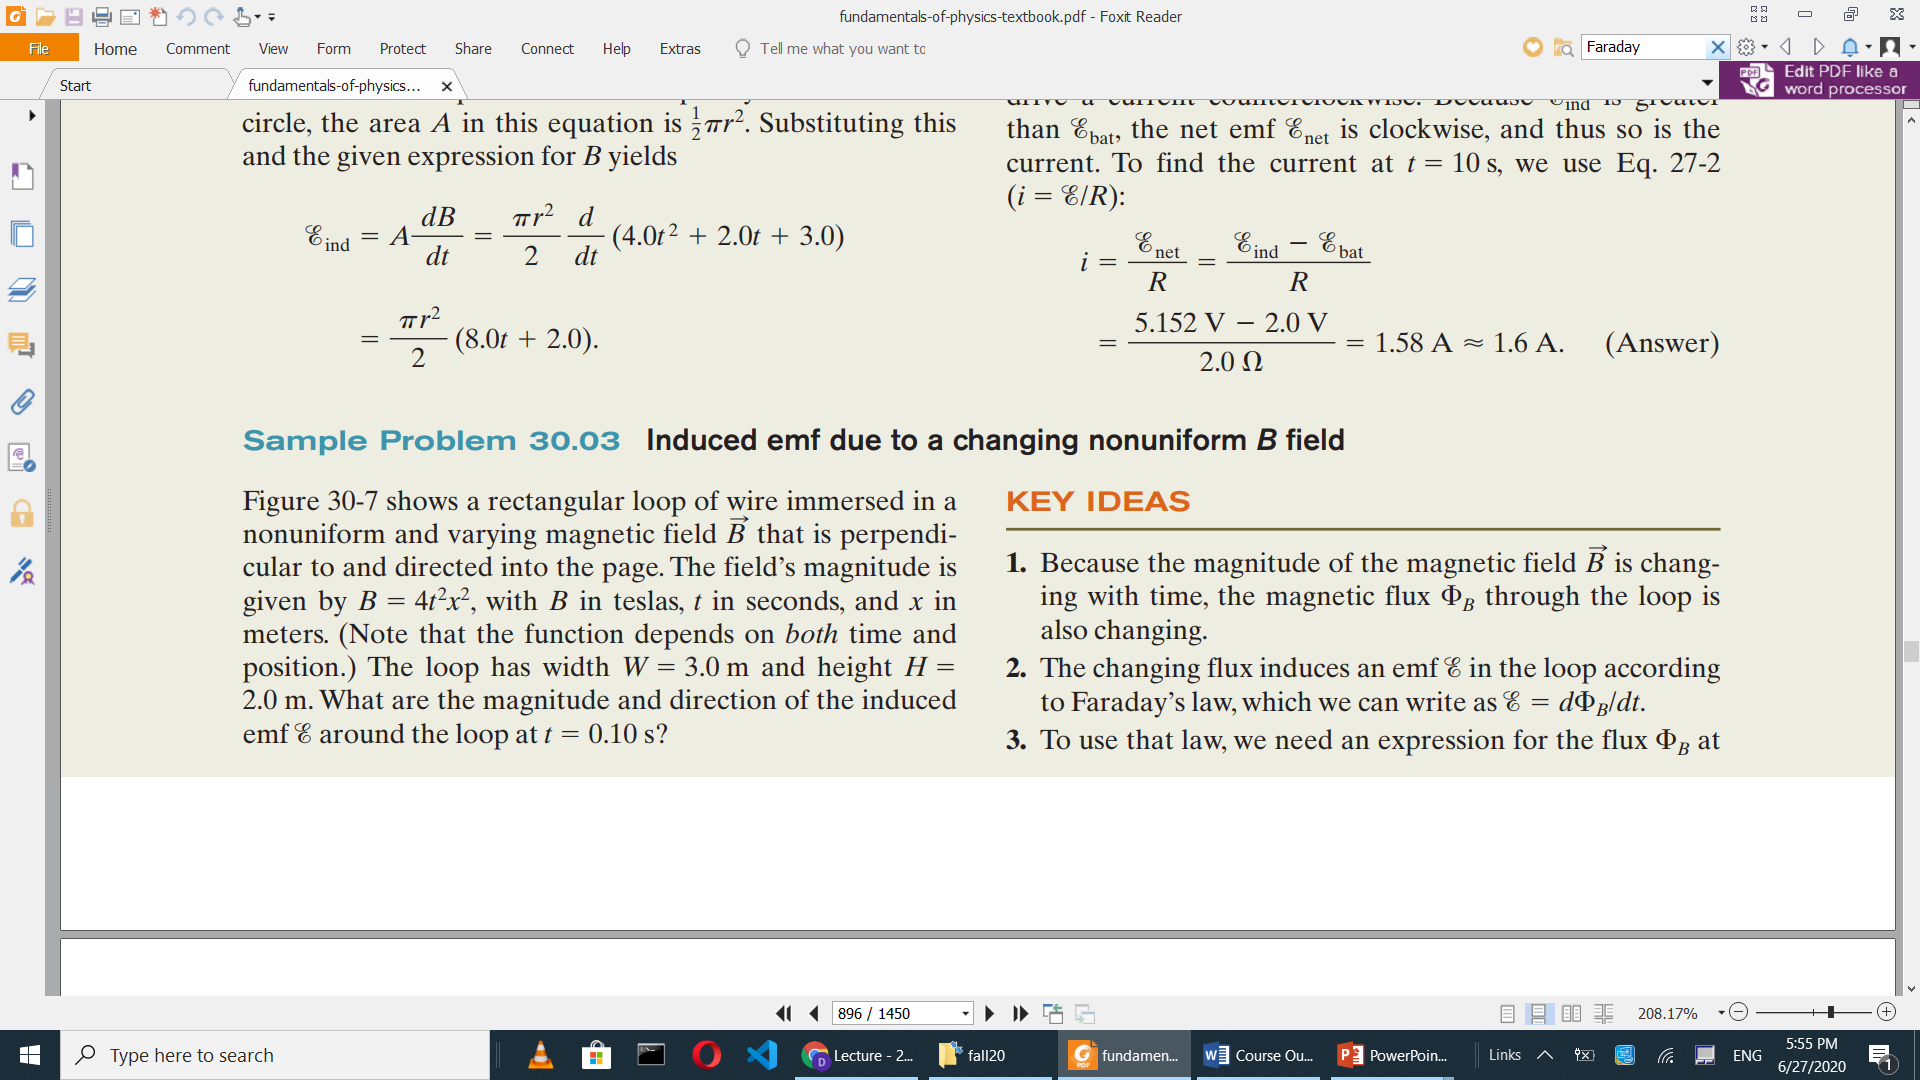 fundamentals-of-physics-textbook.pdf - Foxit Reader
File Home Comment View Form Protect Share Connect Help Extras Tell me what you want to
Faraday
Start fundamentals-of-physics...
Edit PDF like a
word processor
circle, the area A in this equation is ½πr². Substituting this
and the given expression for B yields
ℰind = A dB/dt = πr²/2 d/dt (4.0t² + 2.0t + 3.0)
= πr²/2 (8.0t + 2.0).
drive a current counterclockwise. Because ℰind is greater
than ℰbat, the net emf ℰnet is clockwise, and thus so is the
current. To find the current at t = 10 s, we use Eq. 27-2
(i = ℰ/R):
i = ℰnet/R = (ℰind − ℰbat)/R
= (5.152 V − 2.0 V)/2.0 Ω = 1.58 A ≈ 1.6 A. (Answer)
Sample Problem 30.03 Induced emf due to a changing nonuniform B field
Figure 30-7 shows a rectangular loop of wire immersed in a
nonuniform and varying magnetic field B⃗ that is perpendi-
cular to and directed into the page. The field's magnitude is
given by B = 4t²x², with B in teslas, t in seconds, and x in
meters. (Note that the function depends on both time and
position.) The loop has width W = 3.0 m and height H =
2.0 m. What are the magnitude and direction of the induced
emf ℰ around the loop at t = 0.10 s?
KEY IDEAS
1. Because the magnitude of the magnetic field B⃗ is chang-
ing with time, the magnetic flux ΦB through the loop is
also changing.
2. The changing flux induces an emf ℰ in the loop according
to Faraday's law, which we can write as ℰ = dΦB/dt.
3. To use that law, we need an expression for the flux ΦB at
896 / 1450
208.17%
Type here to search
Lecture - 2...
fall20
fundamen...
Course Ou...
PowerPoin...
Links
ENG
5:55 PM
6/27/2020
1